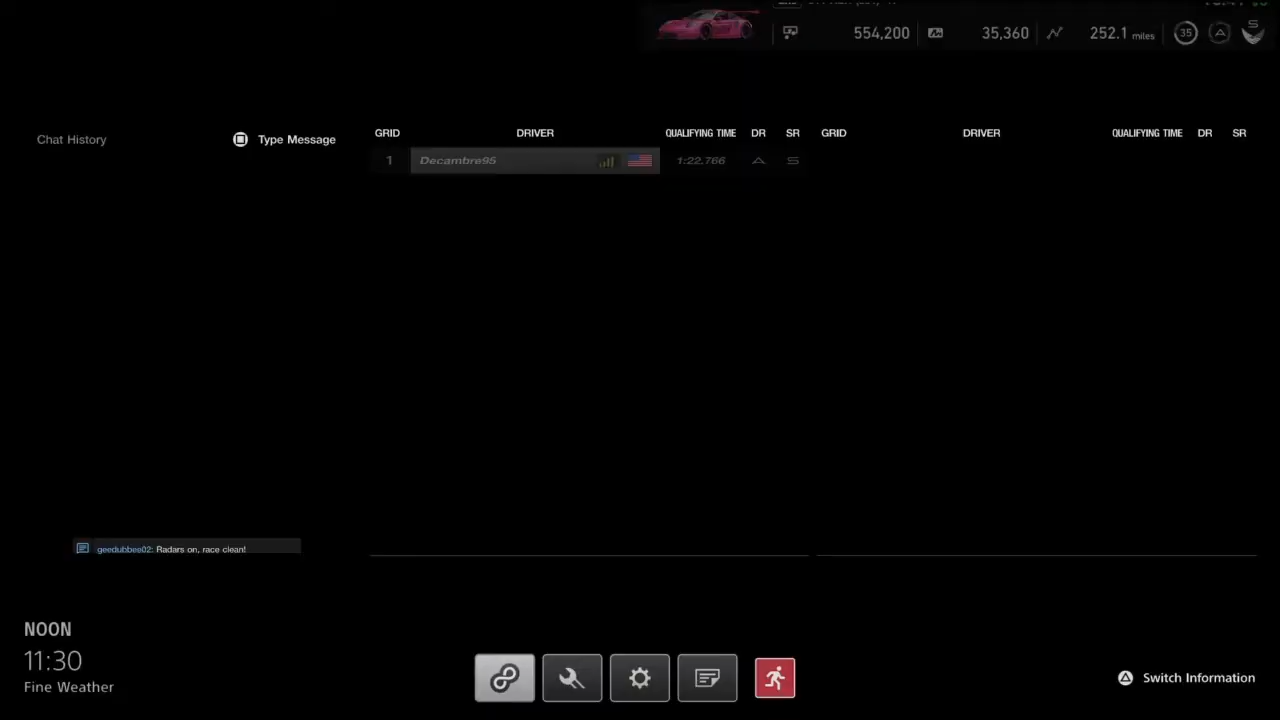 554,200 35,360 252.1 miles 35 A S
Chat History Type Message
GRID DRIVER QUALIFYING TIME DR SR GRID DRIVER QUALIFYING TIME DR SR
1 Decambre95 1:22.766 A S
geedubbee02: Radars on, race clean!
NOON
11:30
Fine Weather
Switch Information